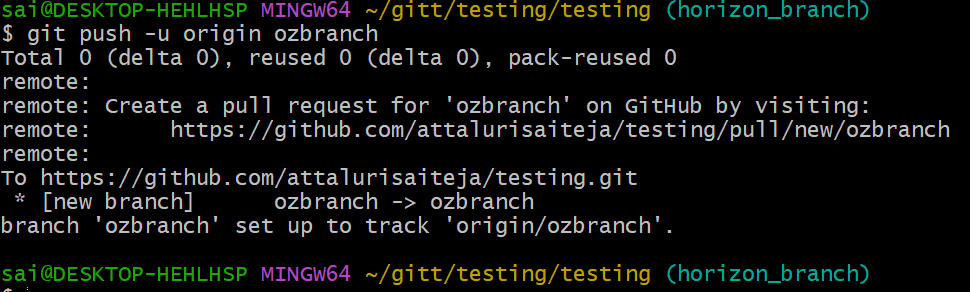 sai@DESKTOP-HEHLHSP MINGW64 ~/gitt/testing/testing (horizon_branch)
$ git push -u origin ozbranch
Total 0 (delta 0), reused 0 (delta 0), pack-reused 0
remote:
remote: Create a pull request for 'ozbranch' on GitHub by visiting:
remote:      https://github.com/attalurisaiteja/testing/pull/new/ozbranch
remote:
To https://github.com/attalurisaiteja/testing.git
 * [new branch]      ozbranch -> ozbranch
branch 'ozbranch' set up to track 'origin/ozbranch'.

sai@DESKTOP-HEHLHSP MINGW64 ~/gitt/testing/testing (horizon_branch)
$